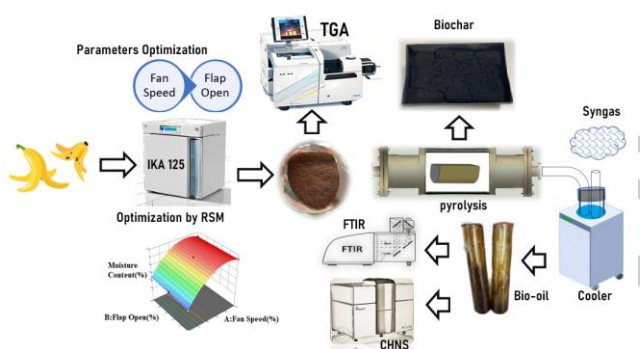 Parameters Optimization
Fan
Speed
Flap
Open
TGA
Biochar
Syngas
IKA 125
pyrolysis
Optimization by RSM
FTIR
FTIR
Moisture
Content(%)
B:Flap Open(%)
A:Fan Speed(%)
Bio-oil
Cooler
CHNS